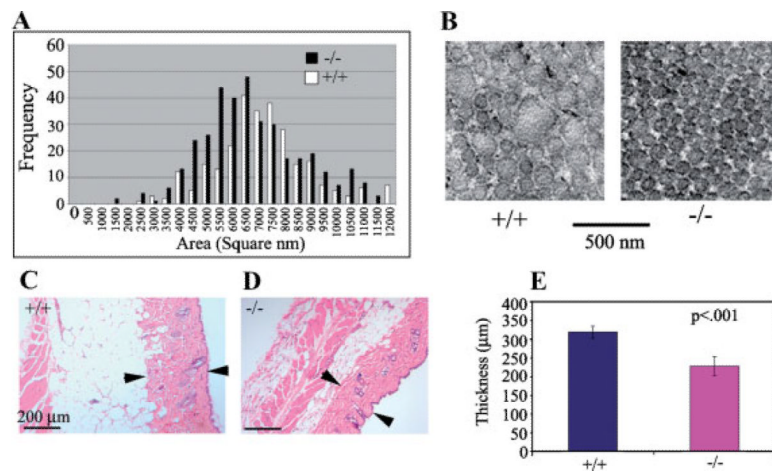 A
60
50
40
30
20
10
0
Frequency
-/-
+/+
0 500 1000 1500 2000 2500 3000 3500 4000 4500 5000 5500 6000 6500 7000 7500 8000 8500 9000 9500 10000 10500 11000 11500 12000
Area (Square nm)
B
+/+
-/-
500 nm
C
+/+
200 μm
D
-/-
E
400
350
300
250
200
150
100
50
0
Thickness (μm)
p<.001
+/+
-/-